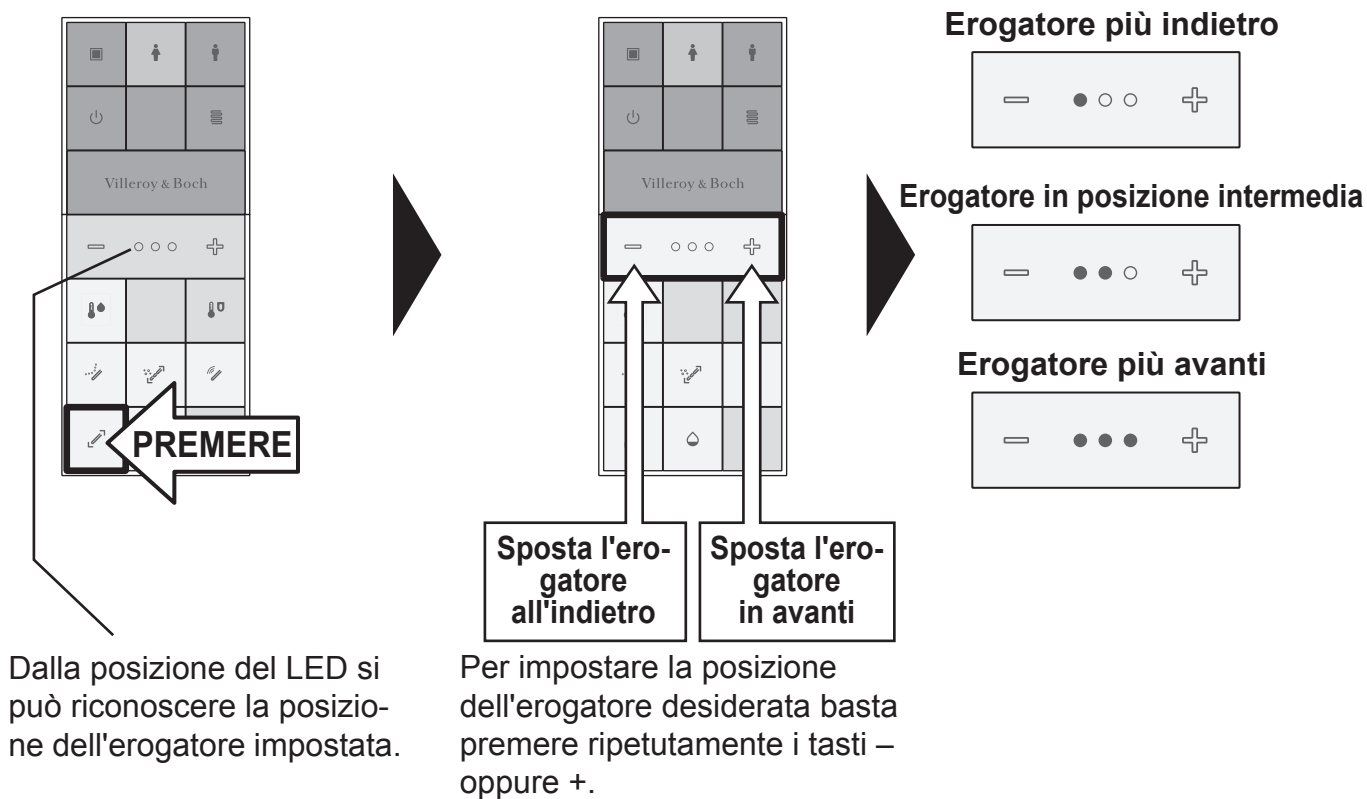 Villeroy & Boch
PREMERE
Dalla posizione del LED si
può riconoscere la posizio-
ne dell'erogatore impostata.
Villeroy & Boch
Sposta l'ero-
gatore
all'indietro
Sposta l'ero-
gatore
in avanti
Per impostare la posizione
dell'erogatore desiderata basta
premere ripetutamente i tasti –
oppure +.
Erogatore più indietro
Erogatore in posizione intermedia
Erogatore più avanti